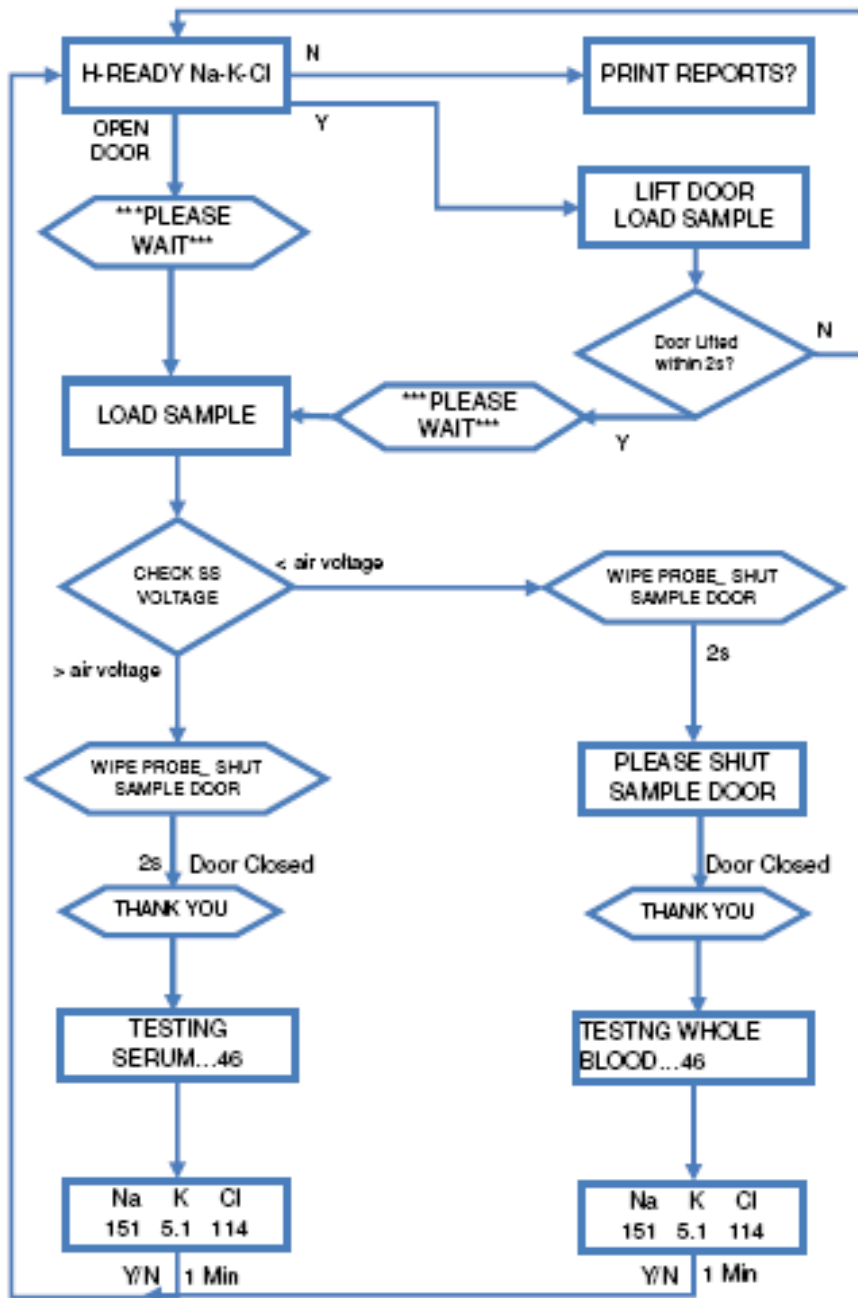 H-READY Na-K-Cl
N
PRINT REPORTS?
OPEN
DOOR
Y
***PLEASE
WAIT***
LIFT DOOR
LOAD SAMPLE
Door Lifted
within 2s?
N
LOAD SAMPLE
***PLEASE
WAIT***
Y
CHECK SS
VOLTAGE
< air voltage
WIPE PROBE_ SHUT
SAMPLE DOOR
> air voltage
2s
WIPE PROBE_ SHUT
SAMPLE DOOR
PLEASE SHUT
SAMPLE DOOR
2s Door Closed
Door Closed
THANK YOU
THANK YOU
TESTING
SERUM...46
TESTNG WHOLE
BLOOD...46
Na K Cl
151 5.1 114
Na K Cl
151 5.1 114
Y/N 1 Min
Y/N 1 Min